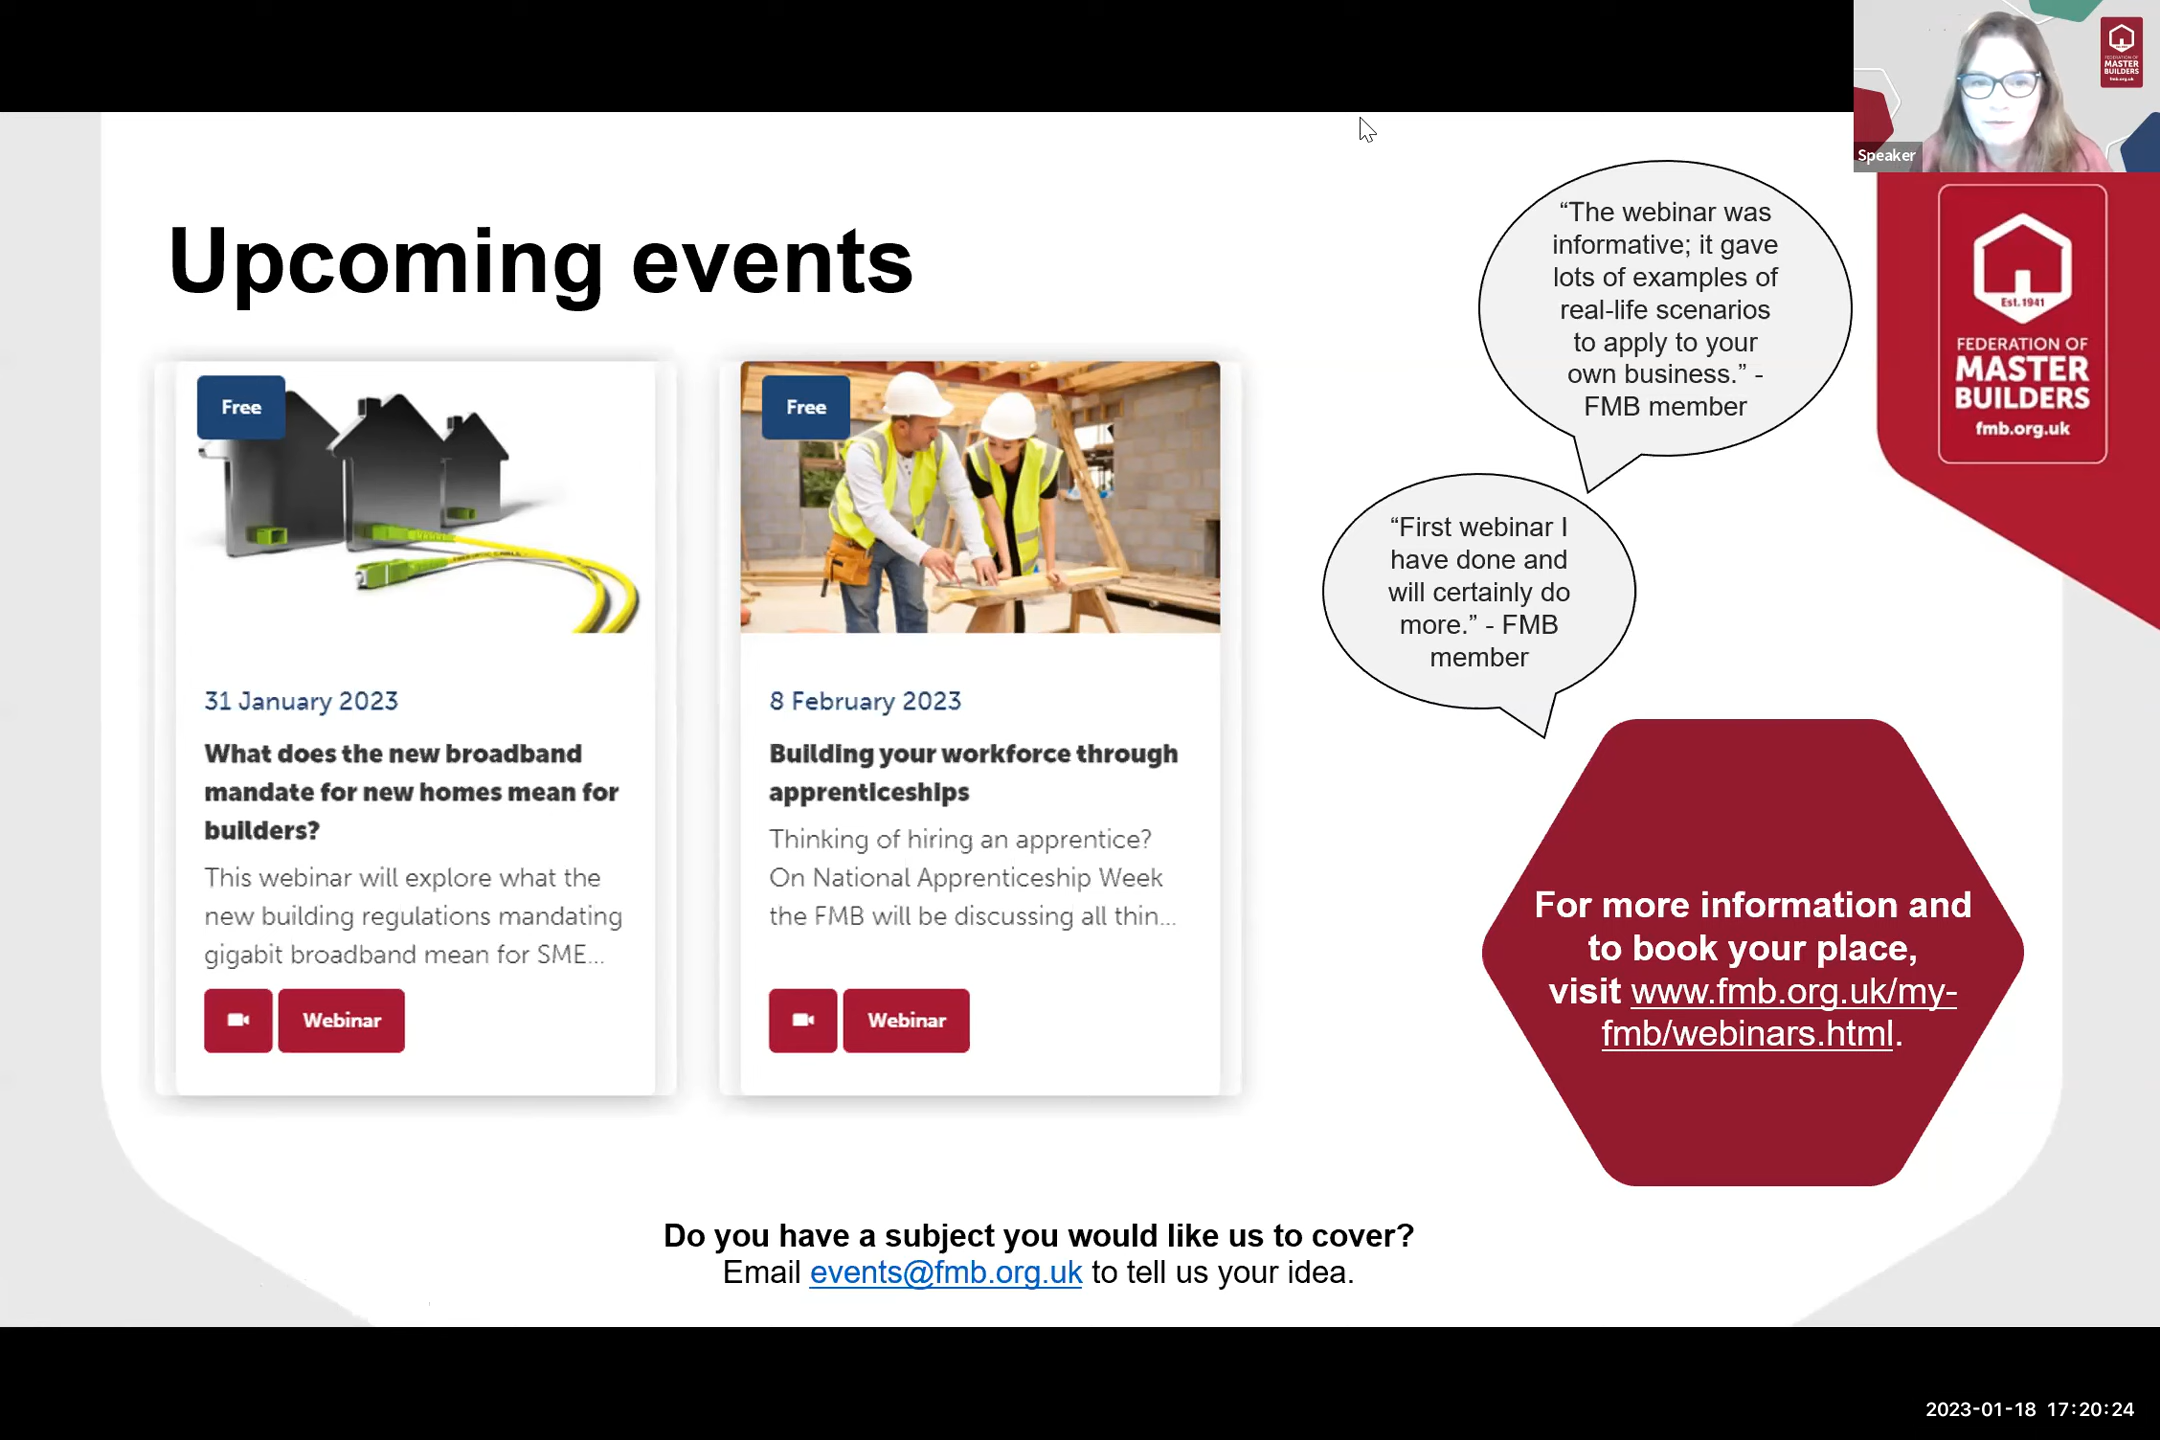 Upcoming events
Free
31 January 2023
What does the new broadband
mandate for new homes mean for
builders?
This webinar will explore what the
new building regulations mandating
gigabit broadband mean for SME...
Webinar
Free
8 February 2023
Building your workforce through
apprenticeships
Thinking of hiring an apprentice?
On National Apprenticeship Week
the FMB will be discussing all thin...
Webinar
“The webinar was
informative; it gave
lots of examples of
real-life scenarios
to apply to your
own business.” -
FMB member
“First webinar I
have done and
will certainly do
more.” - FMB
member
Speaker
FEDERATION OF
MASTER
BUILDERS
fmb.org.uk
Est. 1941
FEDERATION OF
MASTER
BUILDERS
fmb.org.uk
For more information and
to book your place,
visit www.fmb.org.uk/my-
fmb/webinars.html.
Do you have a subject you would like us to cover?
Email events@fmb.org.uk to tell us your idea.
2023-01-18 17:20:24